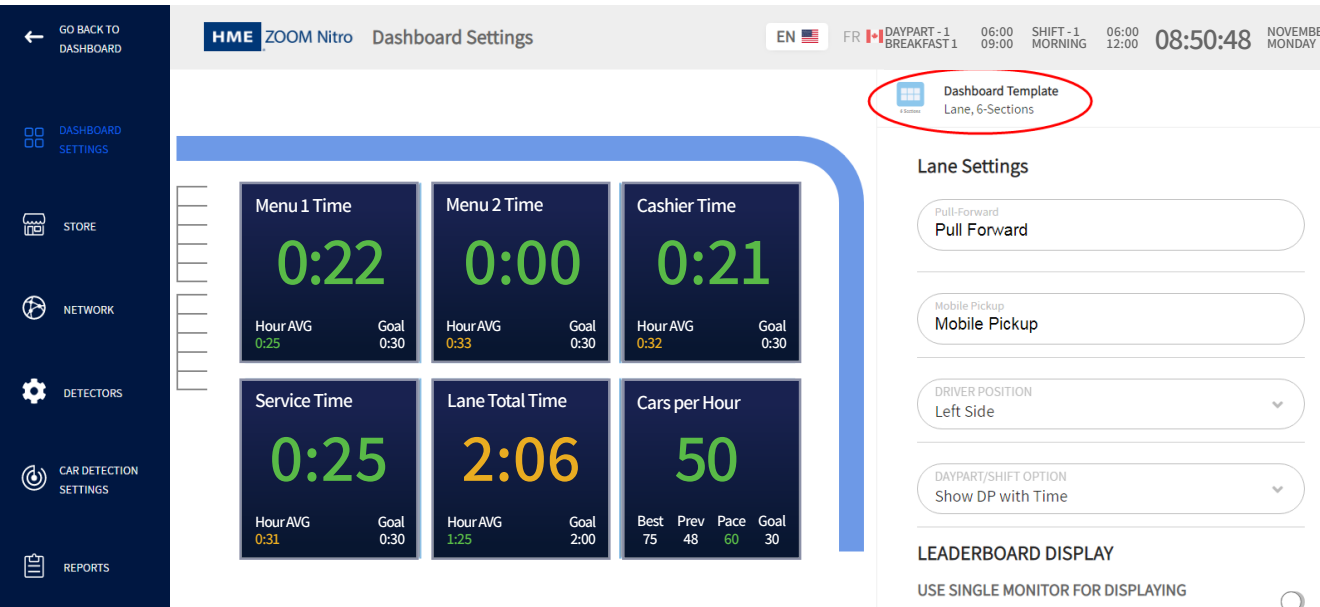 GO BACK TO
DASHBOARD
HME ZOOM Nitro Dashboard Settings
EN FR
DAYPART - 1 06:00 SHIFT - 1 06:00
BREAKFAST 1 09:00 MORNING 12:00
08:50:48
NOVEMBE
MONDAY
DASHBOARD
SETTINGS
STORE
NETWORK
DETECTORS
CAR DETECTION
SETTINGS
REPORTS
Menu 1 Time
0:22
Hour AVG Goal
0:25 0:30
Menu 2 Time
0:00
Hour AVG Goal
0:33 0:30
Cashier Time
0:21
Hour AVG Goal
0:32 0:30
Service Time
0:25
Hour AVG Goal
0:31 0:30
Lane Total Time
2:06
Hour AVG Goal
1:25 2:00
Cars per Hour
50
Best Prev Pace Goal
75 48 60 30
6 Sections
Dashboard Template
Lane, 6-Sections
Lane Settings
Pull-Forward
Pull Forward
Mobile Pickup
Mobile Pickup
DRIVER POSITION
Left Side
DAYPART/SHIFT OPTION
Show DP with Time
LEADERBOARD DISPLAY
USE SINGLE MONITOR FOR DISPLAYING